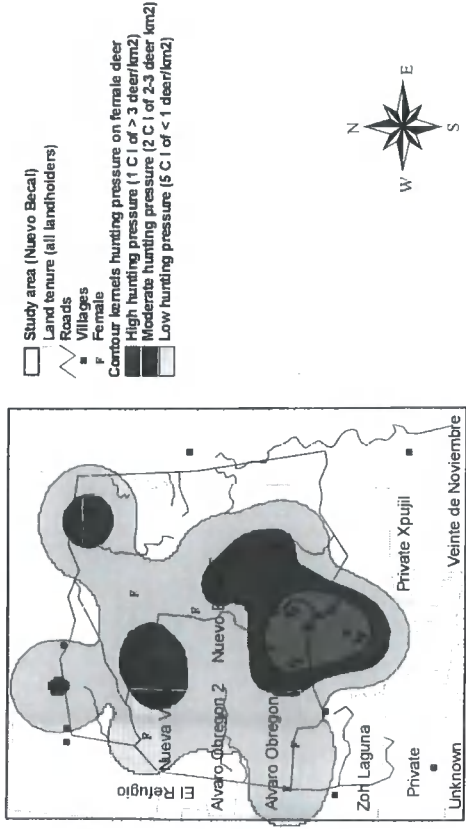 Study area (Nuevo Becal)
Land tenure (all landholders)
Roads
Villages
F Female
Contour kernels hunting pressure on female deer
High hunting pressure (1 C I of > 3 deer/km2)
Moderate hunting pressure (2 C I of 2-3 deer km2)
Low hunting pressure (5 C I of < 1 deer/km2)
N
W E
S
El Refugio
Nueva V
F
F
F
Alvaro Obregon 2
Nuevo
Alvaro Obregon
F
F
Zoh Laguna
Private
Unknown
Private Xpujil
Veinte de Noviembre